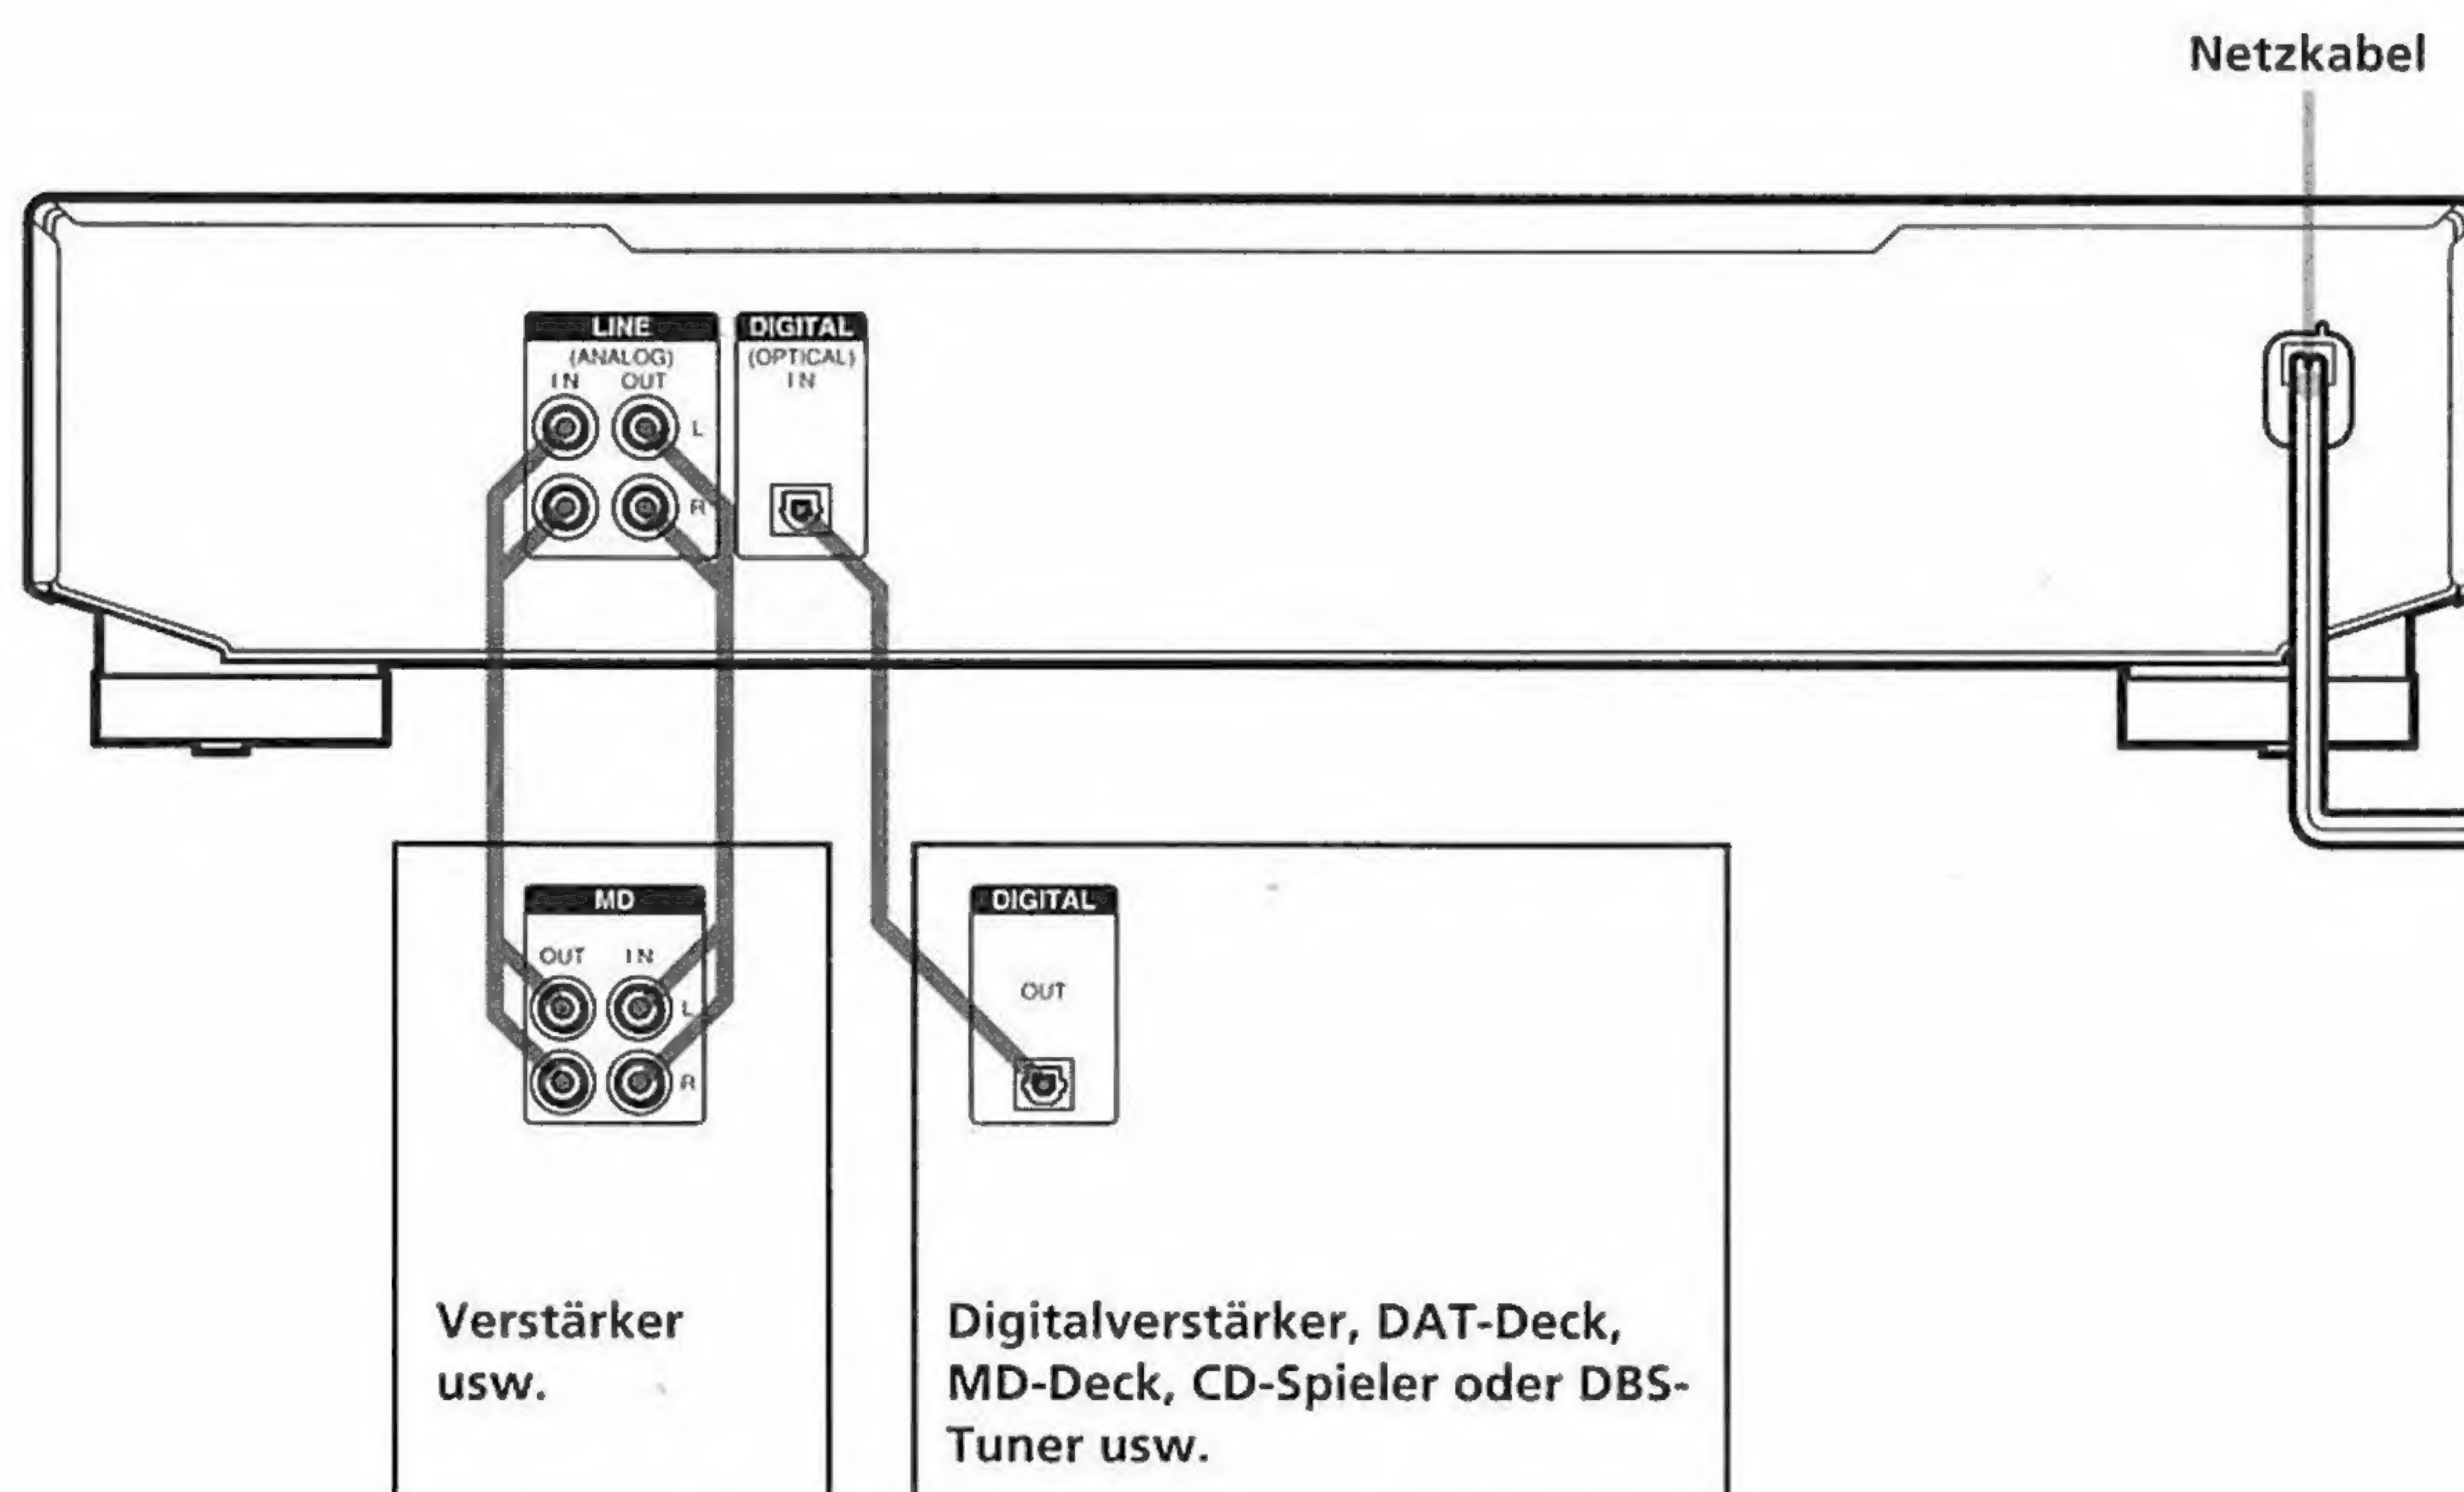 Netzkabel
LINE
(ANALOG)
IN OUT
L
R
DIGITAL
(OPTICAL)
IN
MD
OUT IN
L
R
Verstärker
usw.
DIGITAL
OUT
Digitalverstärker, DAT-Deck,
MD-Deck, CD-Spieler oder DBS-
Tuner usw.